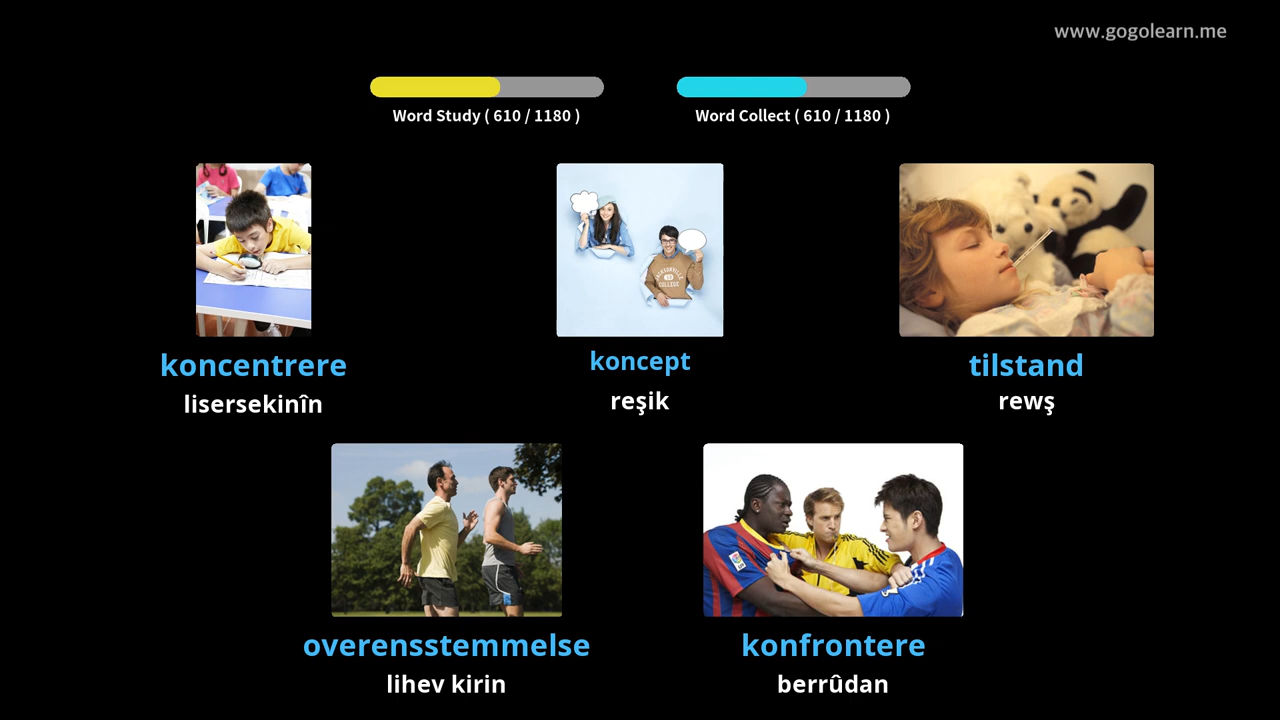 www.gogolearn.me
Word Study ( 610 / 1180 )
Word Collect ( 610 / 1180 )
koncentrere
lisersekinîn
koncept
reşik
tilstand
rewş
overensstemmelse
lihev kirin
konfrontere
berrûdan